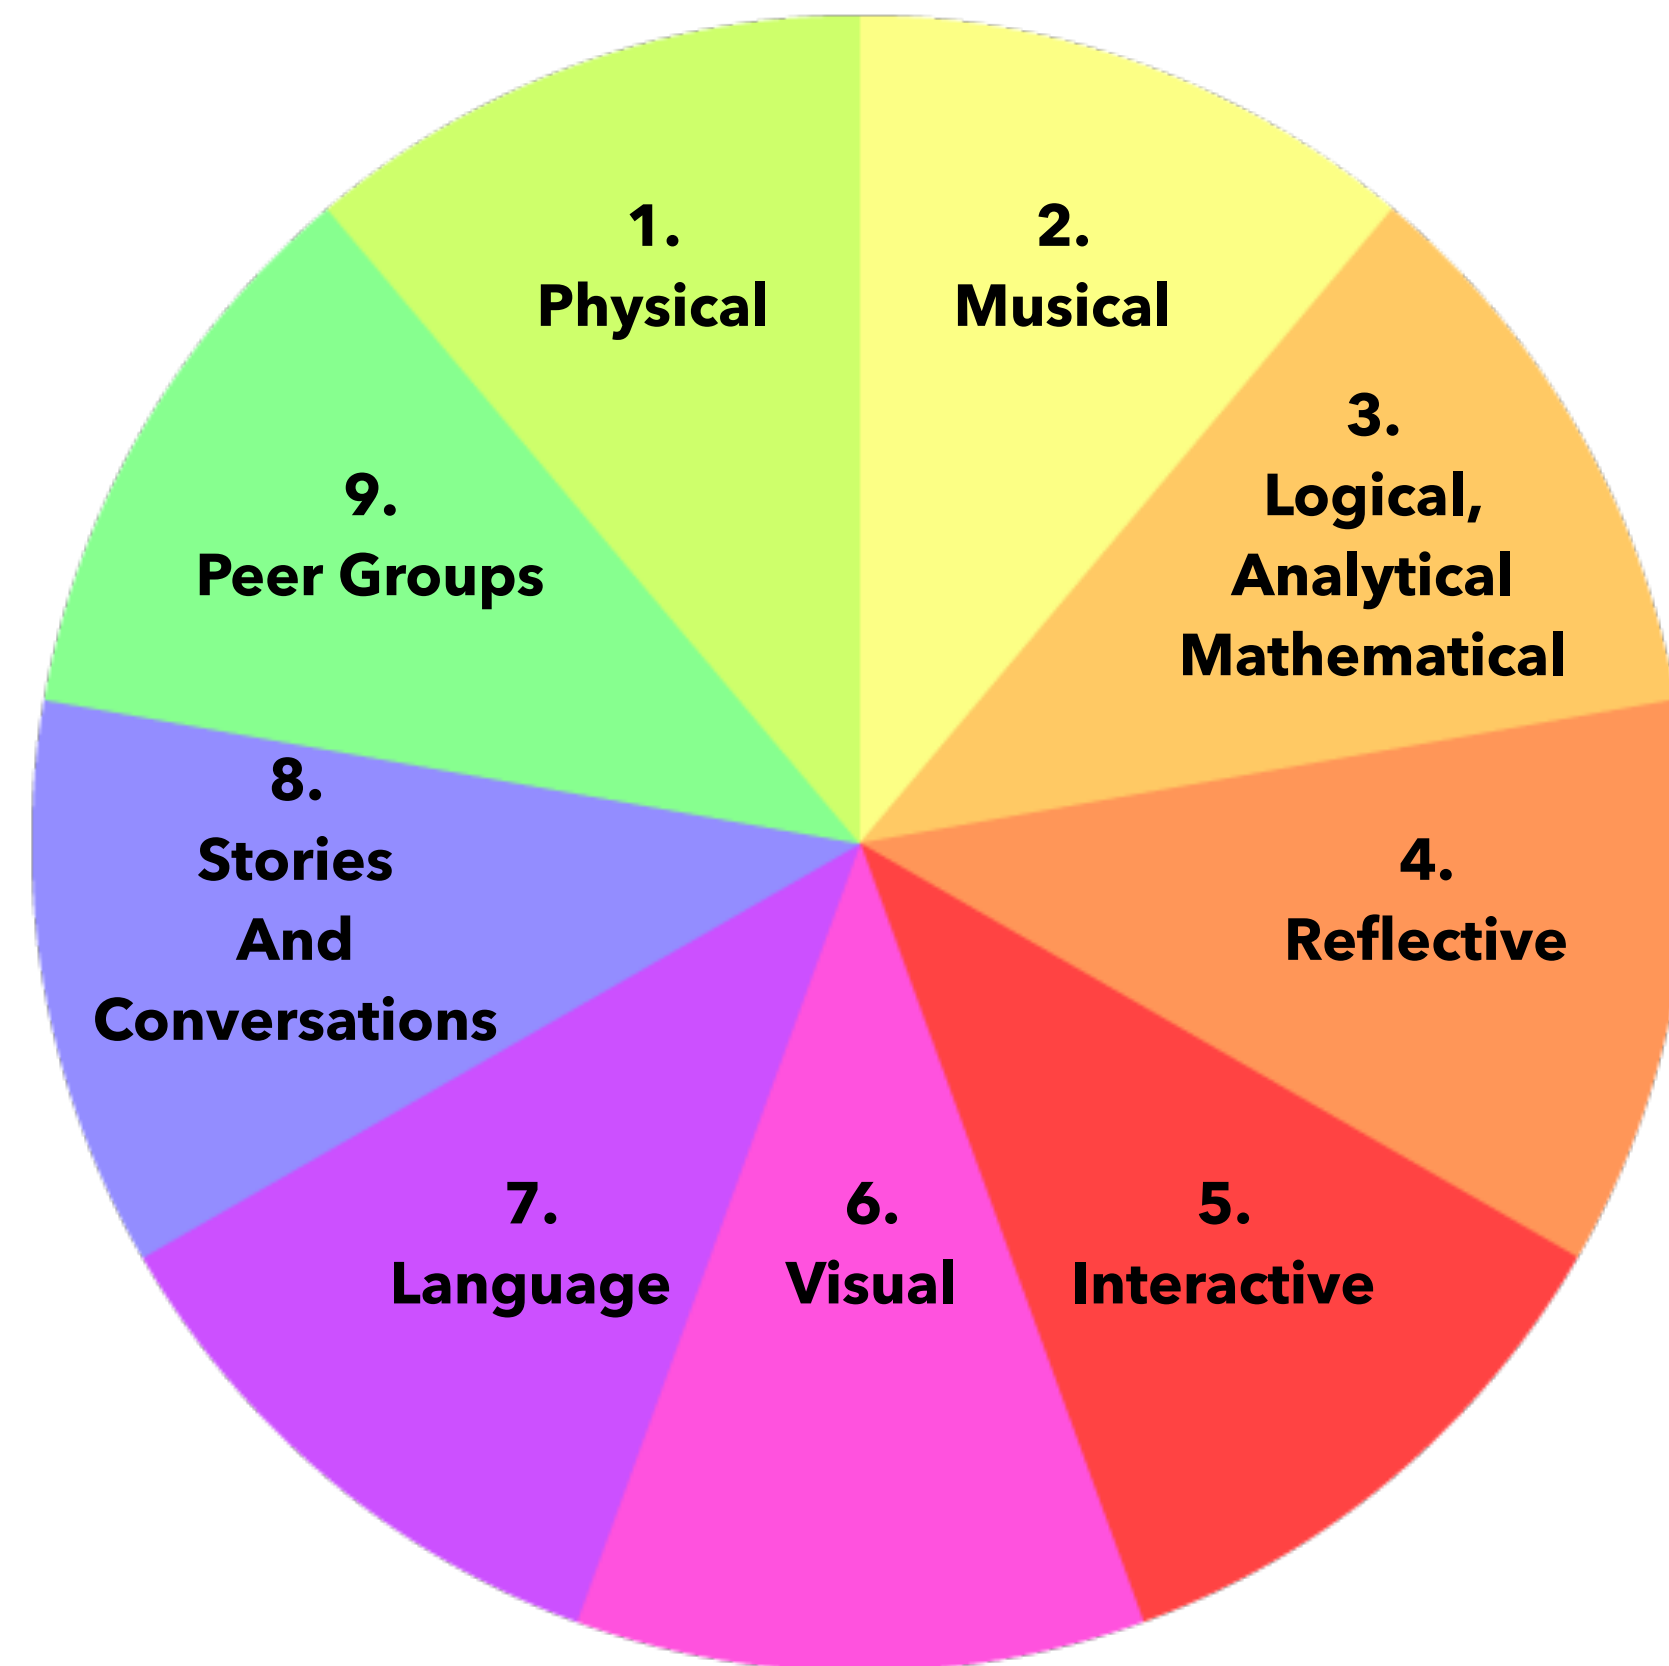 1.
Physical
2.
Musical
3.
Logical,
Analytical
Mathematical
4.
Reflective
5.
Interactive
6.
Visual
7.
Language
8.
Stories
And
Conversations
9.
Peer Groups